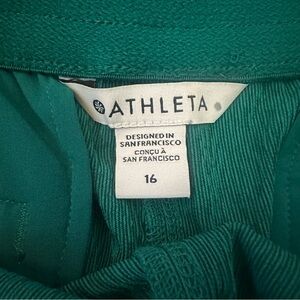 ATHLETA
DESIGNED IN
SAN FRANCISCO
CONÇU À
SAN FRANCISCO
16